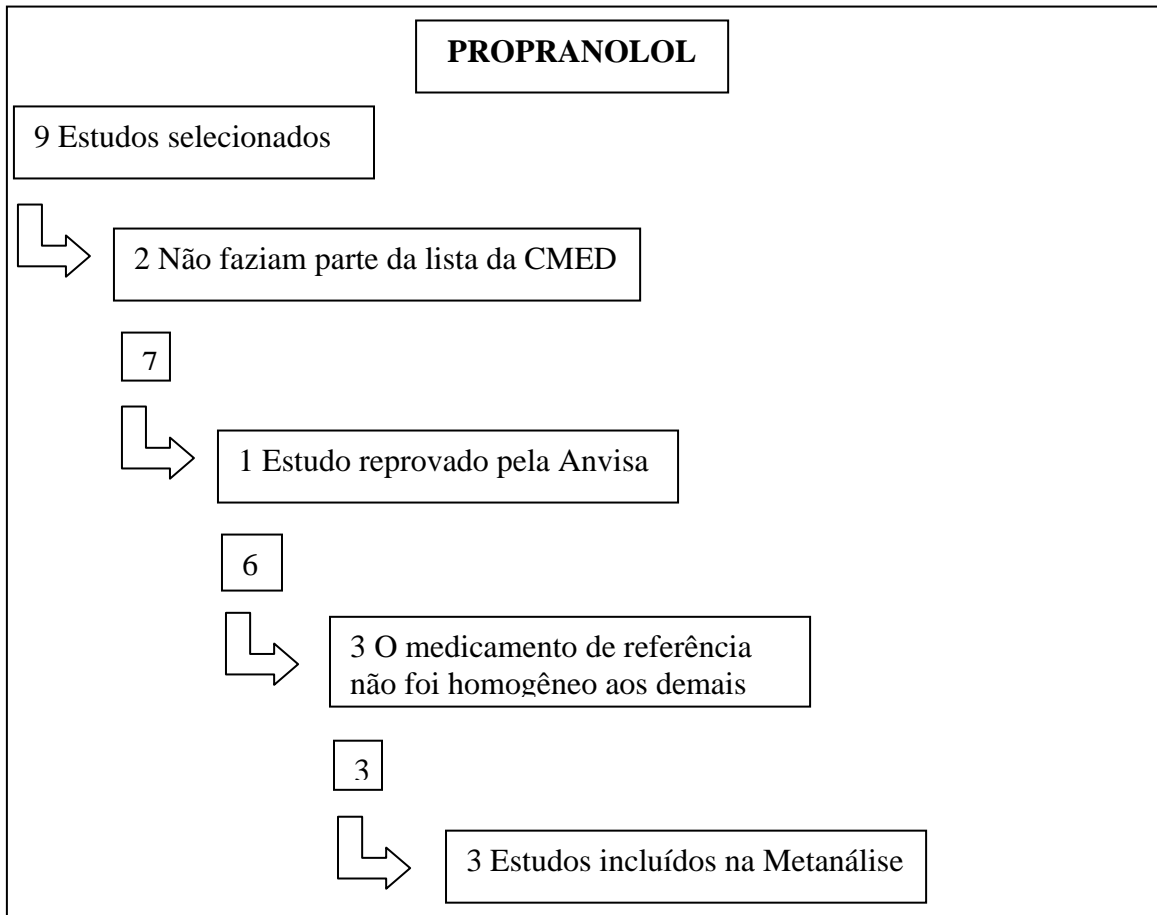 PROPRANOLOL
9 Estudos selecionados
2 Não faziam parte da lista da CMED
7
1 Estudo reprovado pela Anvisa
6
3 O medicamento de referência
não foi homogêneo aos demais
3
3 Estudos incluídos na Metanálise